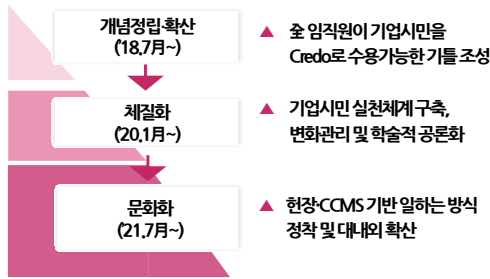 개념정립·확산
('18.7月~)
▲ 全 임직원이 기업시민을
Credo로 수용가능한 기틀 조성
체질화
('20.1月~)
▲ 기업시민 실천체계 구축,
변화관리 및 학술적 공론화
문화화
('21.7月~)
▲ 헌장·CCMS 기반 일하는 방식
정착 및 대내외 확산